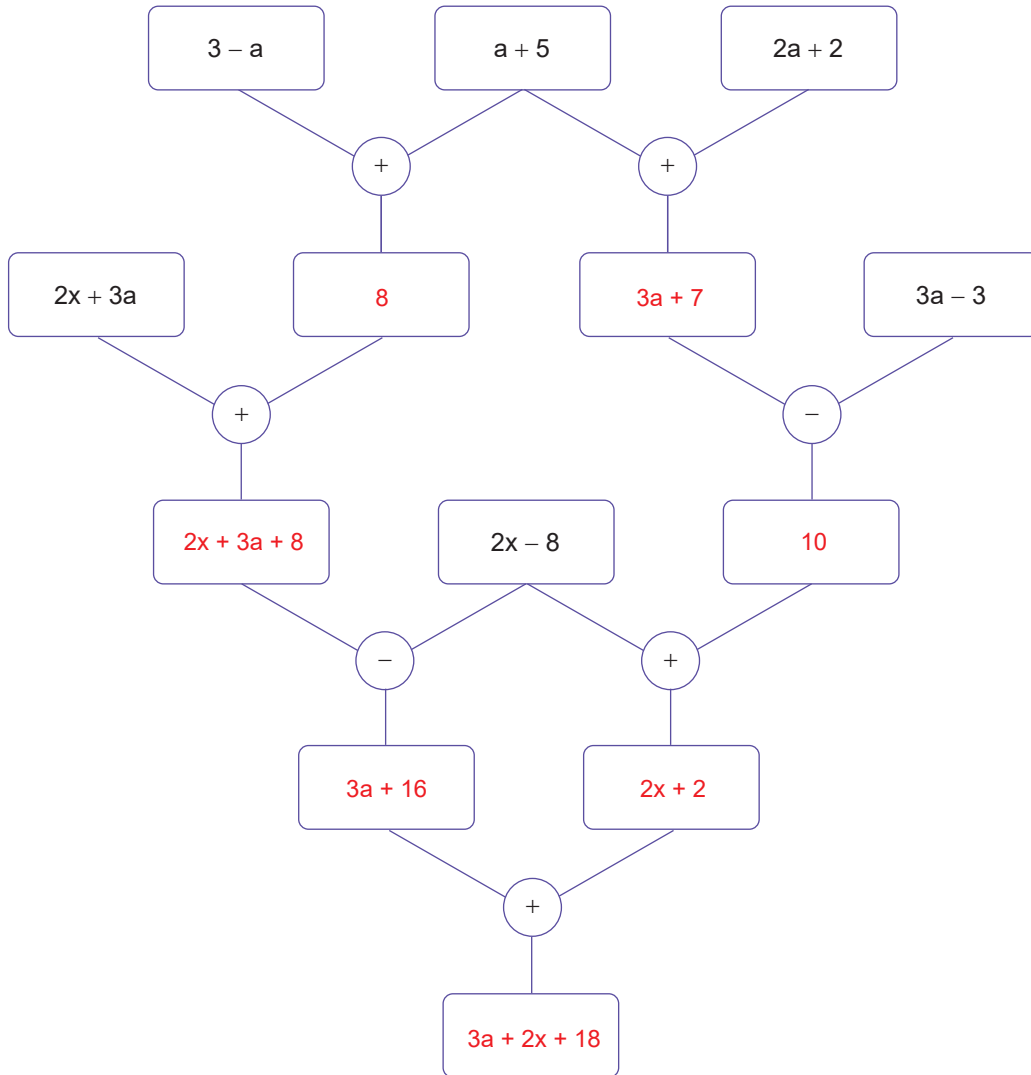 3 – a
a + 5
2a + 2
+
+
2x + 3a
8
3a + 7
3a – 3
+
–
2x + 3a + 8
2x – 8
10
–
+
3a + 16
2x + 2
+
3a + 2x + 18